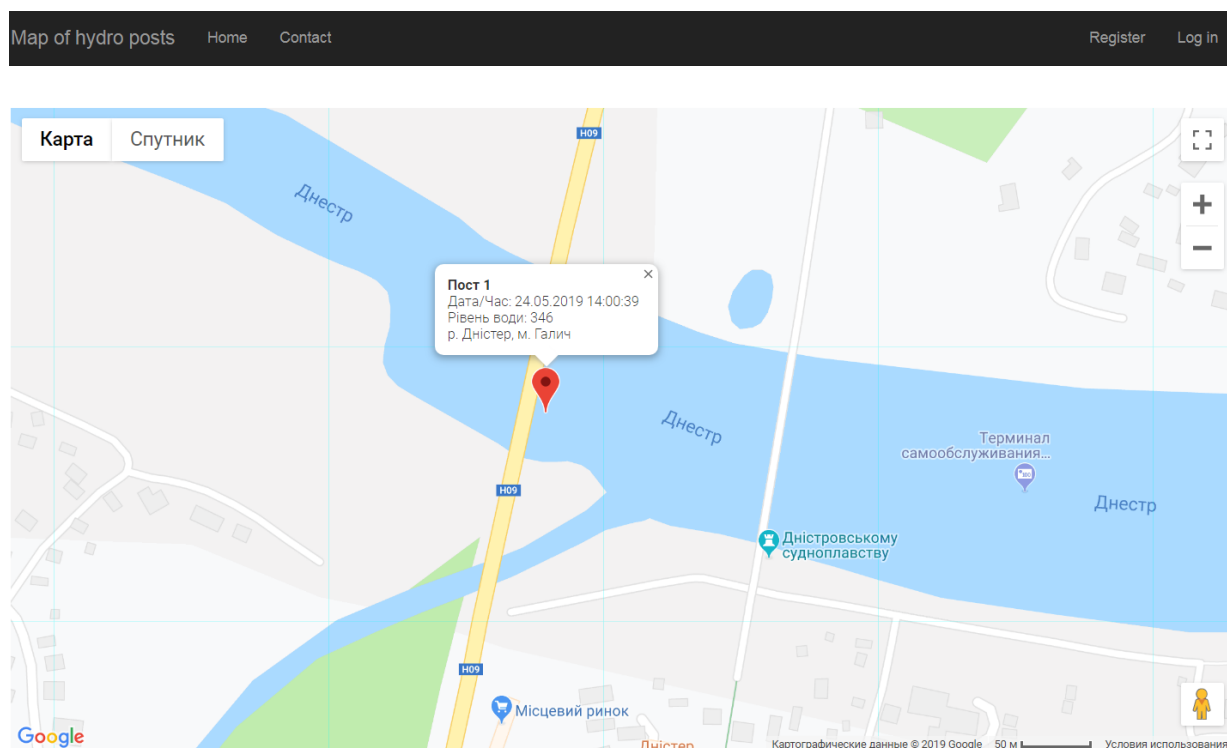 Map of hydro posts Home Contact Register Log in
Карта Спутник
H09
Днестр
Пост 1
Дата/Час: 24.05.2019 14:00:39
Рівень води: 346
р. Дністер, м. Галич
Днестр
Терминал
самообслуживания...
H09
Днестр
Дністровському
судноплавству
H09
Місцевий ринок
Дністер
Google
Картографические данные © 2019 Google 50 м Условия использования